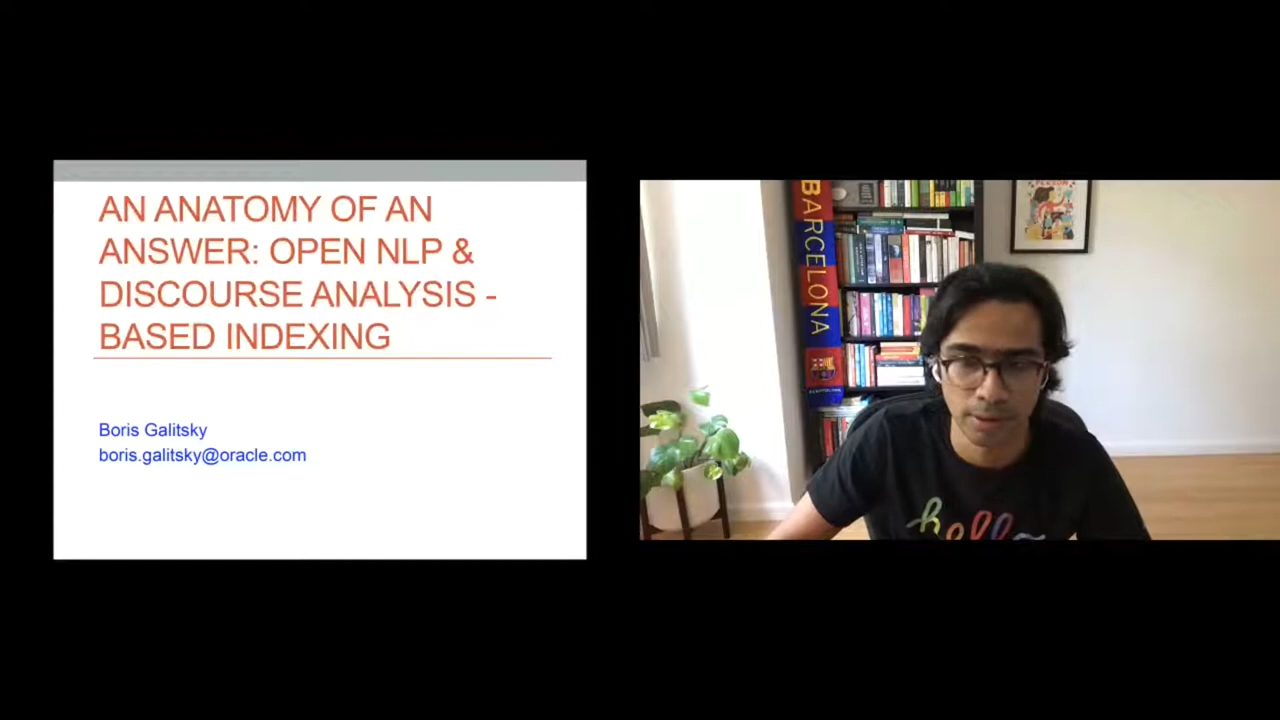 AN ANATOMY OF AN
ANSWER: OPEN NLP &
DISCOURSE ANALYSIS -
BASED INDEXING
Boris Galitsky
boris.galitsky@oracle.com
BARCELONA
PERSON
hello